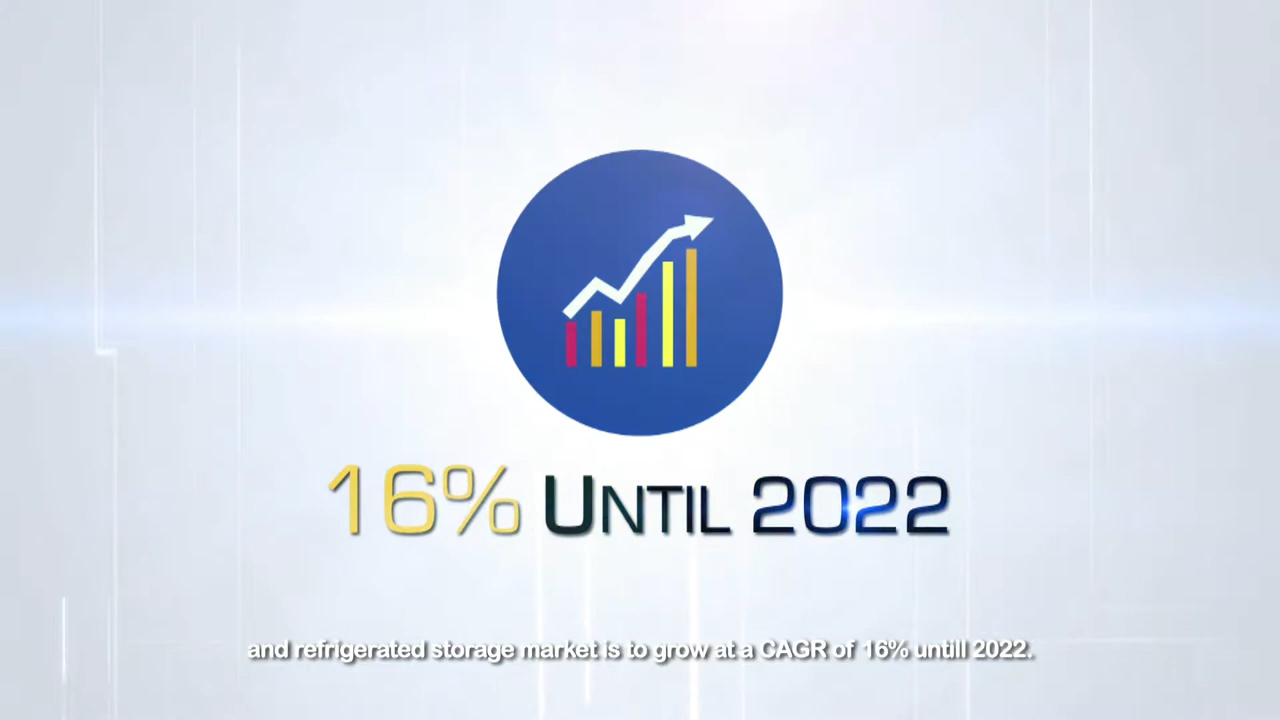 16% UNTIL 2022
and refrigerated storage market is to grow at a CAGR of 16% untill 2022.